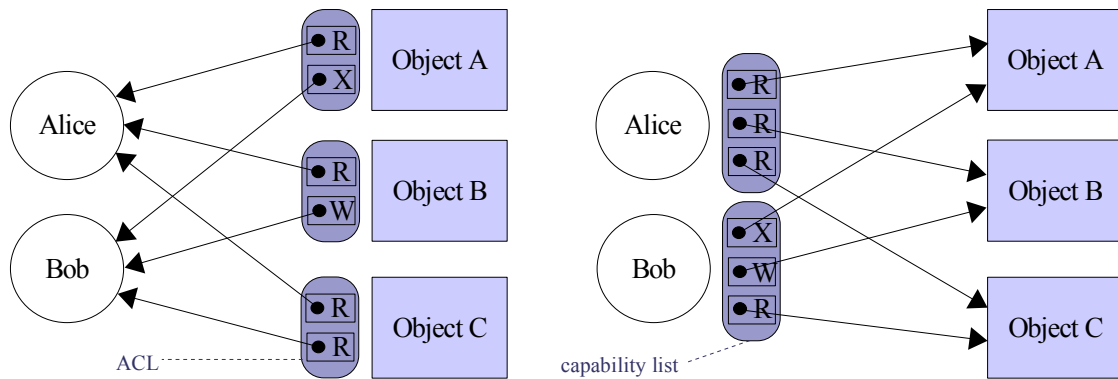 R
X
Object A
Alice
R
W
Object B
Bob
R
R
Object C
ACL
Object A
R
R
R
Alice
Object B
X
W
R
Bob
Object C
capability list